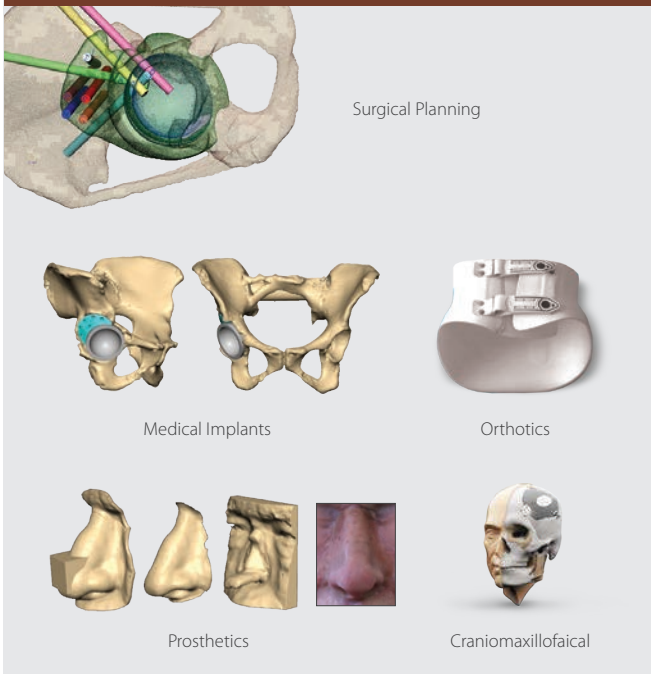 Surgical Planning
Medical Implants
Orthotics
Prosthetics
Craniomaxillofaical